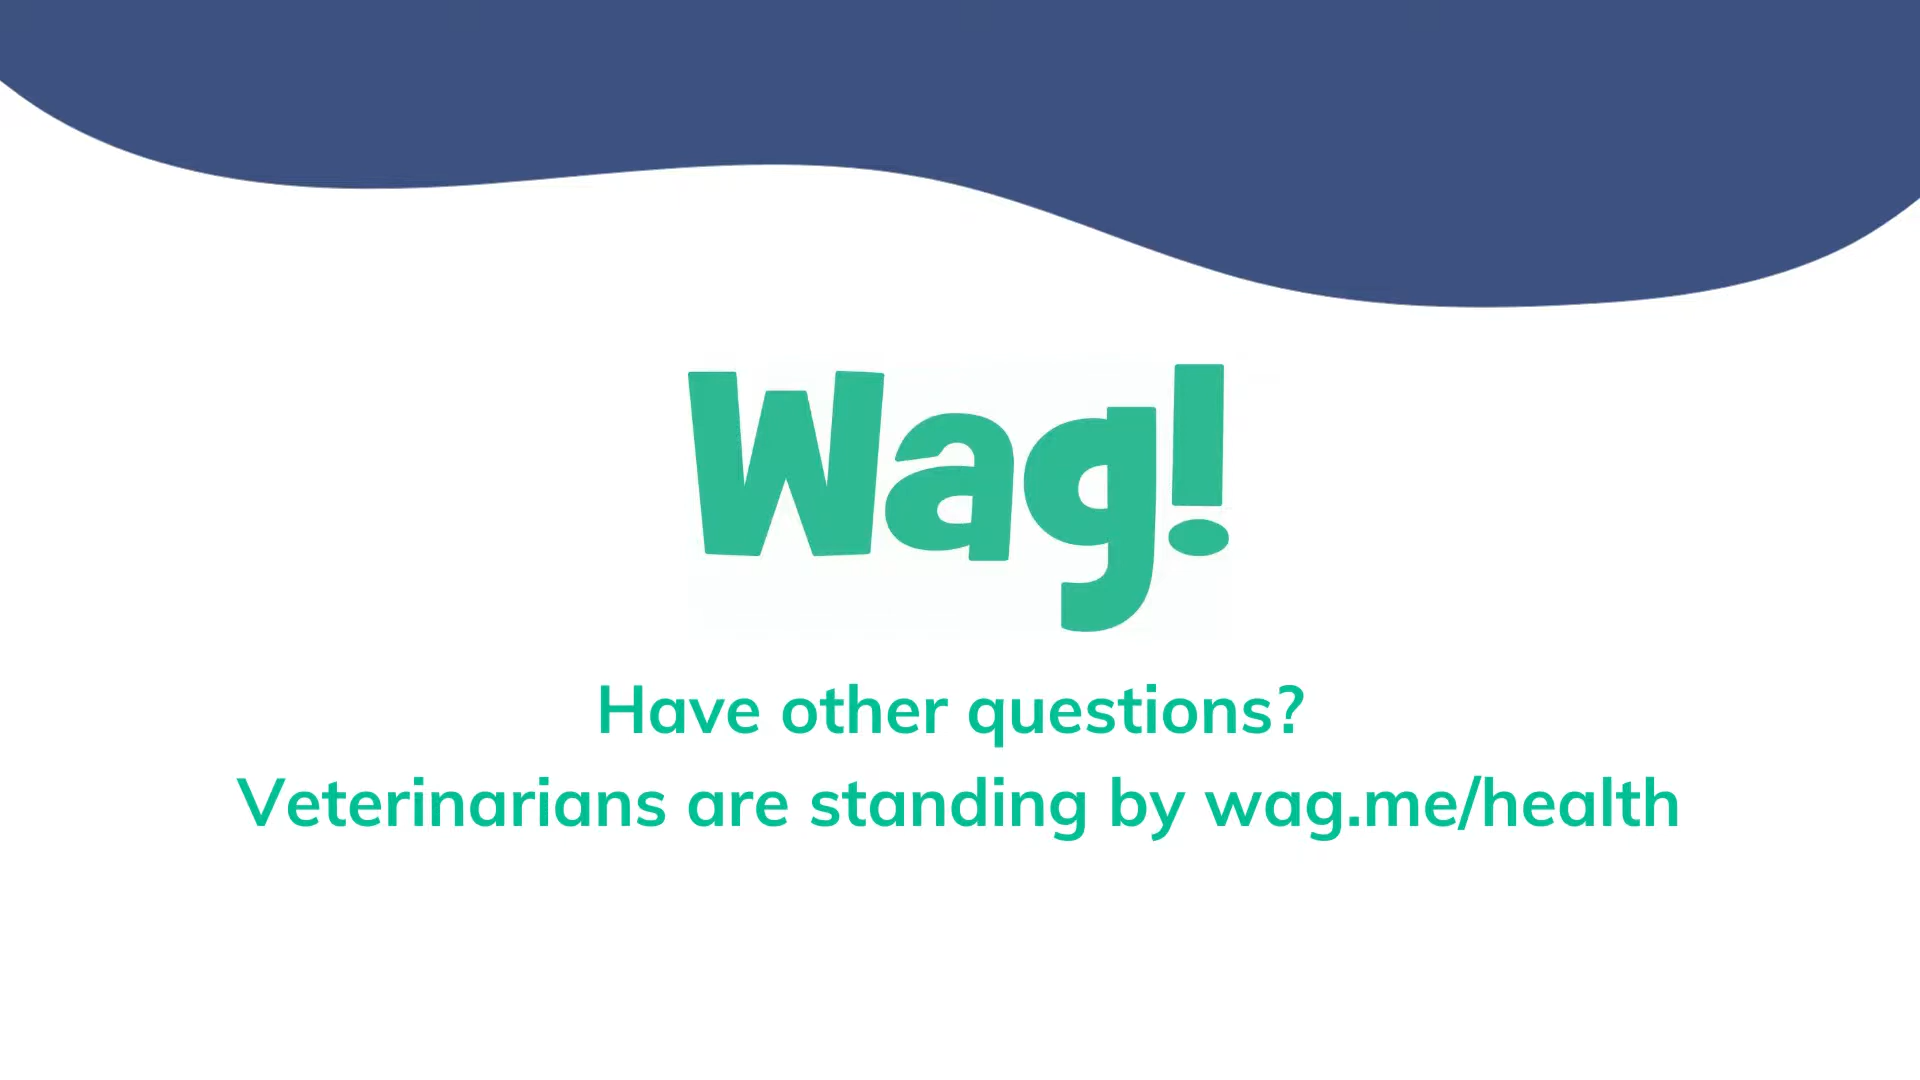 Wag!
Have other questions?
Veterinarians are standing by wag.me/health